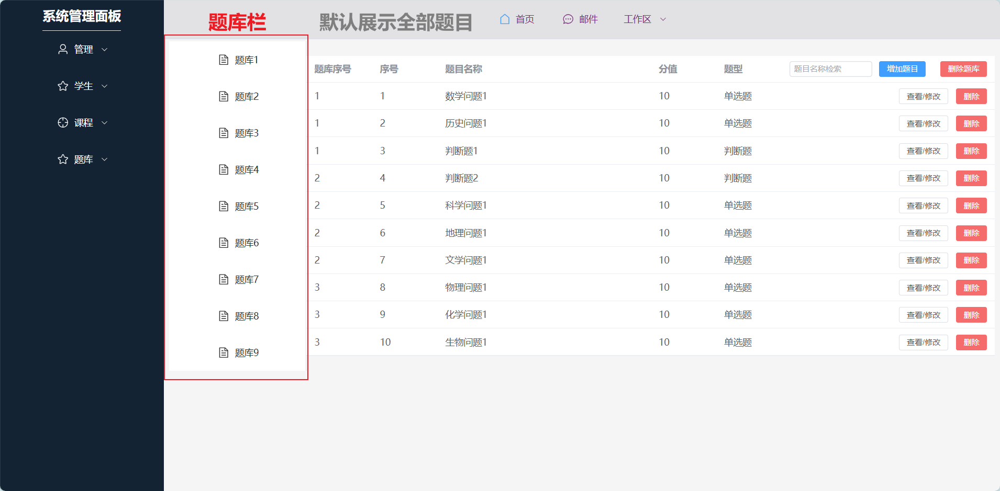 系统管理面板
管理
学生
课程
题库
题库栏
默认展示全部题目
首页
邮件
工作区
题库1
题库2
题库3
题库4
题库5
题库6
题库7
题库8
题库9
题库序号 序号 题目名称 分值 题型 题目名称检索 增加题目 删除题库
1 1 数学问题1 10 单选题 查看/修改 删除
1 2 历史问题1 10 单选题 查看/修改 删除
1 3 判断题1 10 判断题 查看/修改 删除
2 4 判断题2 10 判断题 查看/修改 删除
2 5 科学问题1 10 单选题 查看/修改 删除
2 6 地理问题1 10 单选题 查看/修改 删除
2 7 文学问题1 10 单选题 查看/修改 删除
3 8 物理问题1 10 单选题 查看/修改 删除
3 9 化学问题1 10 单选题 查看/修改 删除
3 10 生物问题1 10 单选题 查看/修改 删除